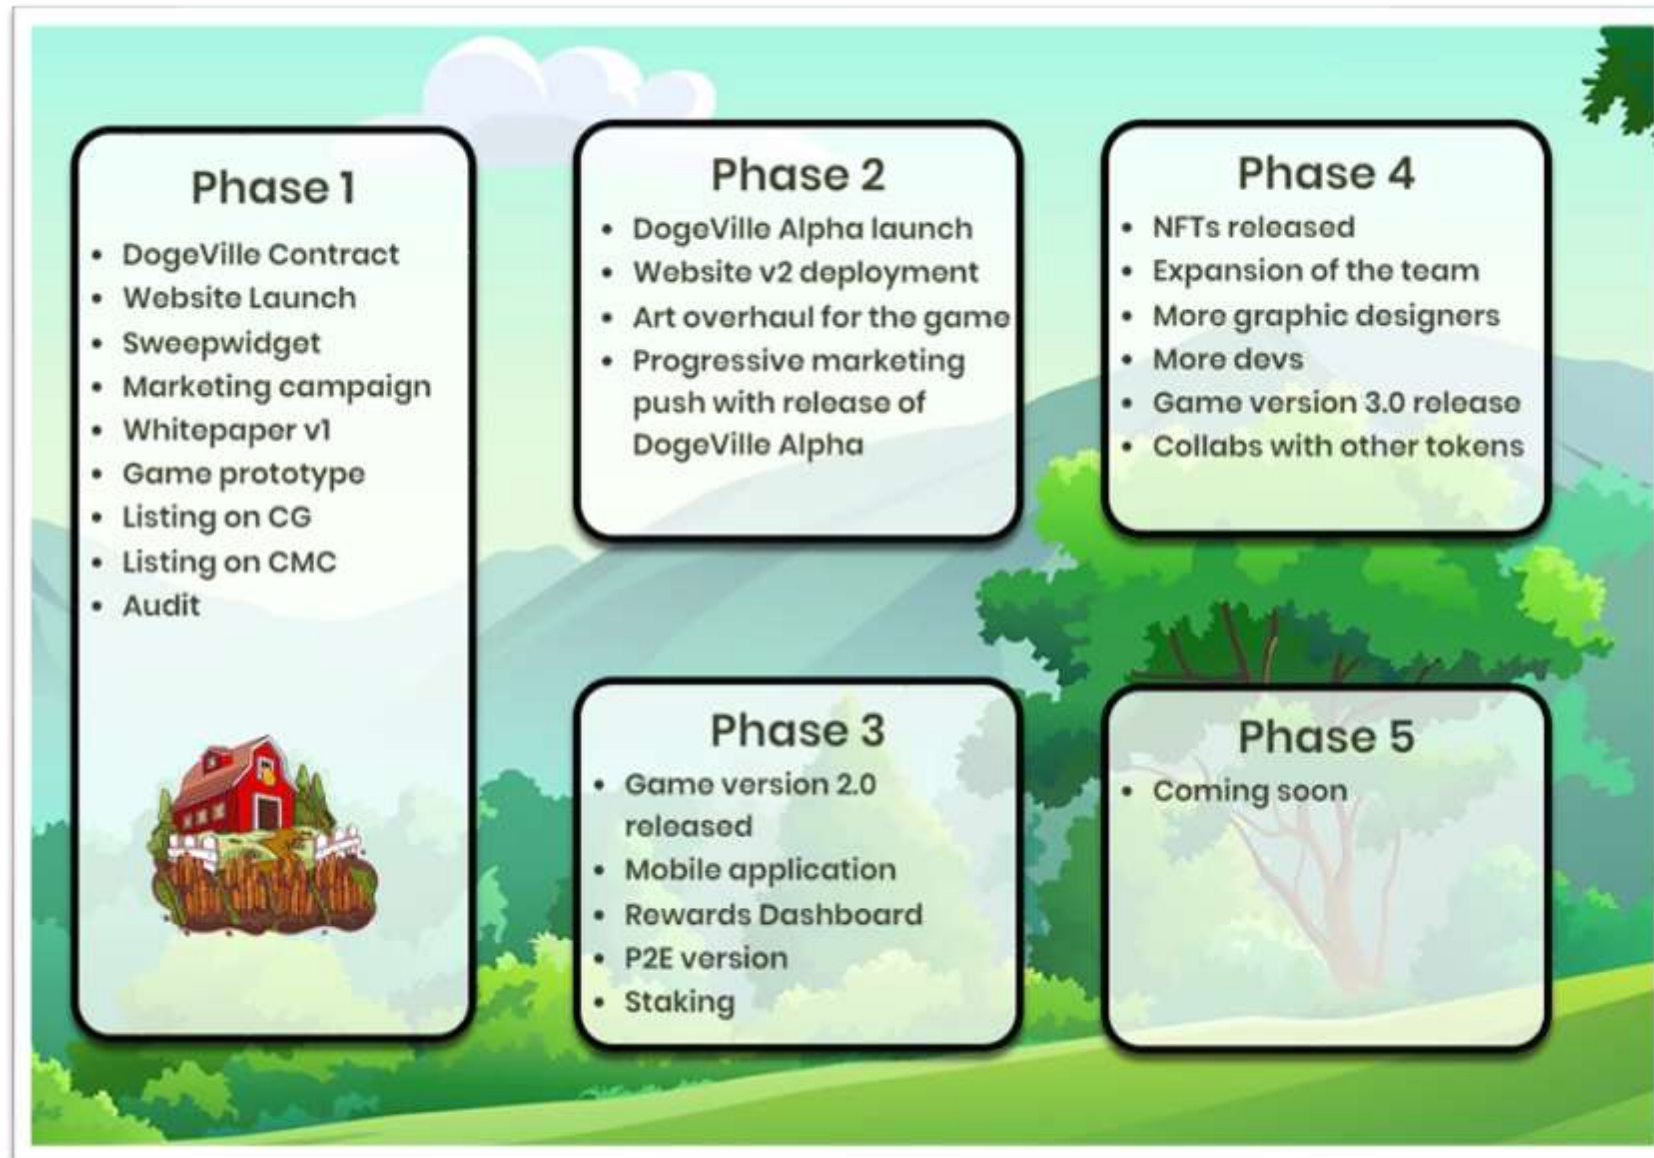 Phase 1
• DogeVille Contract
• Website Launch
• Sweepwidget
• Marketing campaign
• Whitepaper v1
• Game prototype
• Listing on CG
• Listing on CMC
• Audit
Phase 2
• DogeVille Alpha launch
• Website v2 deployment
• Art overhaul for the game
• Progressive marketing
push with release of
DogeVille Alpha
Phase 3
• Game version 2.0
released
• Mobile application
• Rewards Dashboard
• P2E version
• Staking
Phase 4
• NFTs released
• Expansion of the team
• More graphic designers
• More devs
• Game version 3.0 release
• Collabs with other tokens
Phase 5
• Coming soon